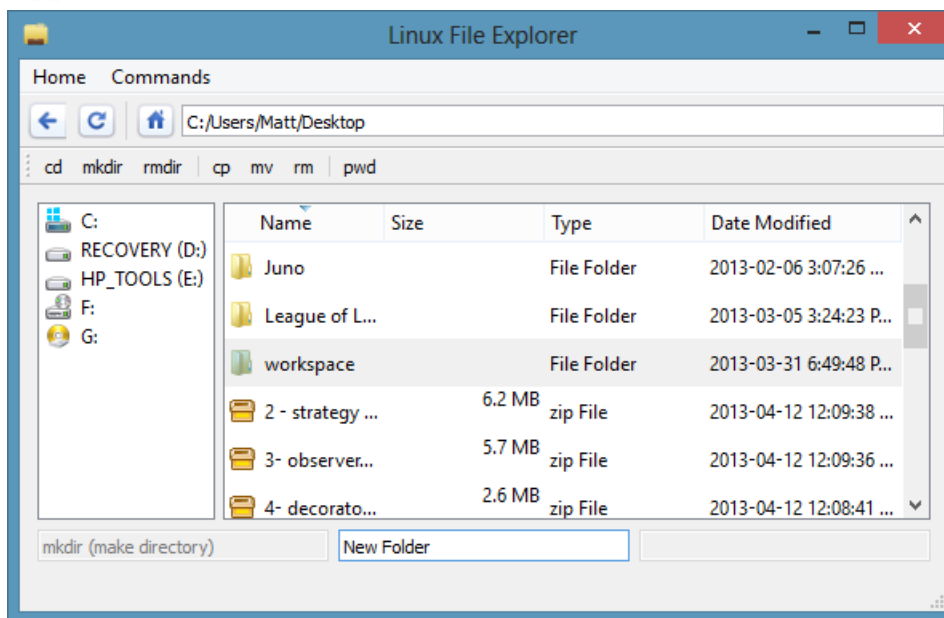 Linux File Explorer
Home Commands
C:/Users/Matt/Desktop
cd mkdir rmdir cp mv rm pwd
C:
RECOVERY (D:)
HP_TOOLS (E:)
F:
G:
Name Size Type Date Modified
Juno File Folder 2013-02-06 3:07:26 ...
League of L... File Folder 2013-03-05 3:24:23 P...
workspace File Folder 2013-03-31 6:49:48 P...
2 - strategy ... 6.2 MB zip File 2013-04-12 12:09:38 ...
3- observer... 5.7 MB zip File 2013-04-12 12:09:36 ...
4- decorato... 2.6 MB zip File 2013-04-12 12:08:41 ...
mkdir (make directory) New Folder